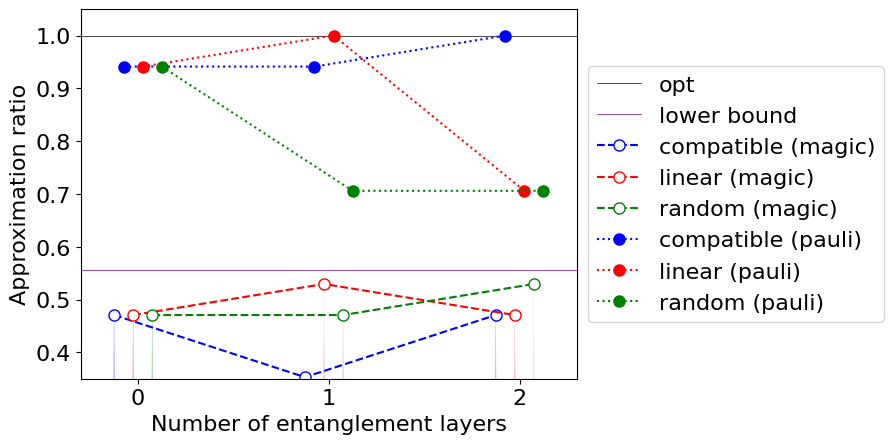 1.0
0.9
0.8
0.7
0.6
0.5
0.4
Approximation ratio
0
1
2
Number of entanglement layers
opt
lower bound
compatible (magic)
linear (magic)
random (magic)
compatible (pauli)
linear (pauli)
random (pauli)